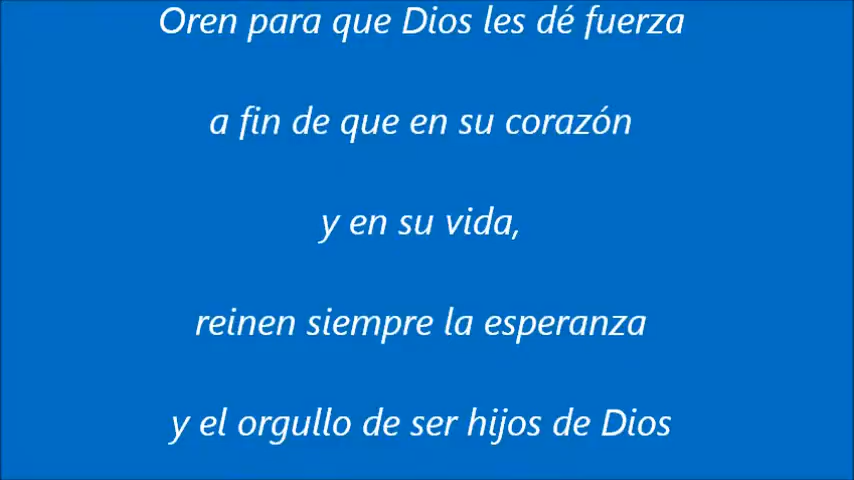 Oren para que Dios les dé fuerza
a fin de que en su corazón
y en su vida,
reinen siempre la esperanza
y el orgullo de ser hijos de Dios